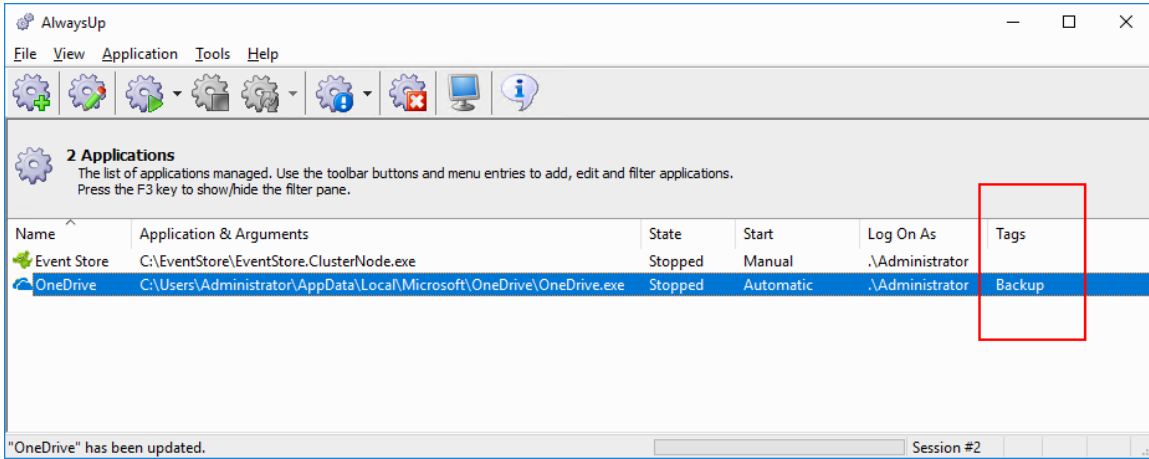 AlwaysUp
File View Application Tools Help
2 Applications
The list of applications managed. Use the toolbar buttons and menu entries to add, edit and filter applications.
Press the F3 key to show/hide the filter pane.
Name Application & Arguments State Start Log On As Tags
Event Store C:\EventStore\EventStore.ClusterNode.exe Stopped Manual .\Administrator
OneDrive C:\Users\Administrator\AppData\Local\Microsoft\OneDrive\OneDrive.exe Stopped Automatic .\Administrator Backup
"OneDrive" has been updated. Session #2